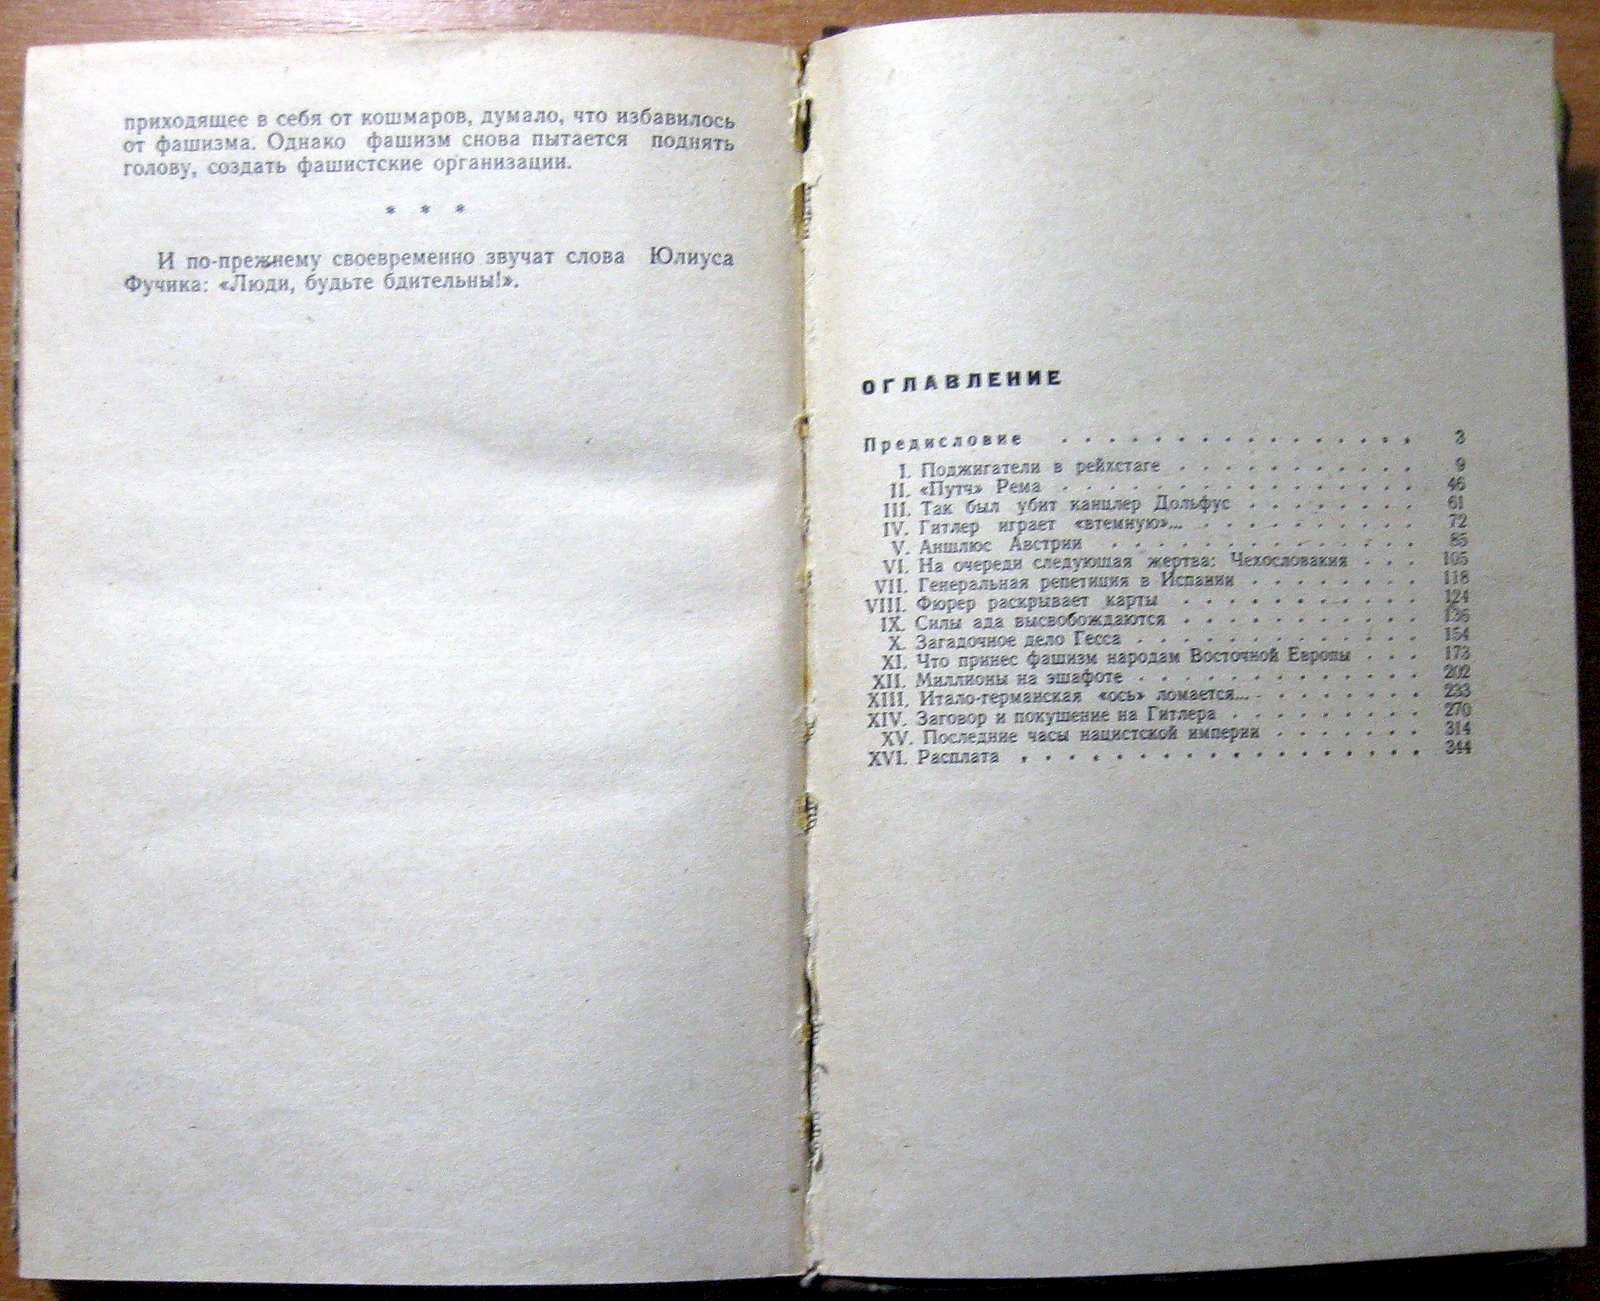 приходящее в себя от кошмаров, думало, что избавилось
от фашизма. Однако фашизм снова пытается поднять
голову, создать фашистские организации.
* * *
И по-прежнему своевременно звучат слова Юлиуса
Фучика: «Люди, будьте бдительны!».
ОГЛАВЛЕНИЕ
Предисловие . . . . . . . . . . . . . . . . 3
I. Поджигатели в рейхстаге . . . . . . . . . . . 9
II. «Путч» Рема . . . . . . . . . . . . . . . . 46
III. Так был убит канцлер Дольфус . . . . . . . . 61
IV. Гитлер играет «втемную»... . . . . . . . . . . 72
V. Аншлюс Австрии . . . . . . . . . . . . . . 85
VI. На очереди следующая жертва: Чехословакия . . . 105
VII. Генеральная репетиция в Испании . . . . . . . . 118
VIII. Фюрер раскрывает карты . . . . . . . . . . . 124
IX. Силы ада высвобождаются . . . . . . . . . . . 136
X. Загадочное дело Гесса . . . . . . . . . . . . . 154
XI. Что принес фашизм народам Восточной Европы . . . 173
XII. Миллионы на эшафоте . . . . . . . . . . . . . 202
XIII. Итало-германская «ось» ломается... . . . . . . . . 233
XIV. Заговор и покушение на Гитлера . . . . . . . . . 270
XV. Последние часы нацистской империи . . . . . . . 314
XVI. Расплата . . . . . . . . . . . . . . . . . . 344